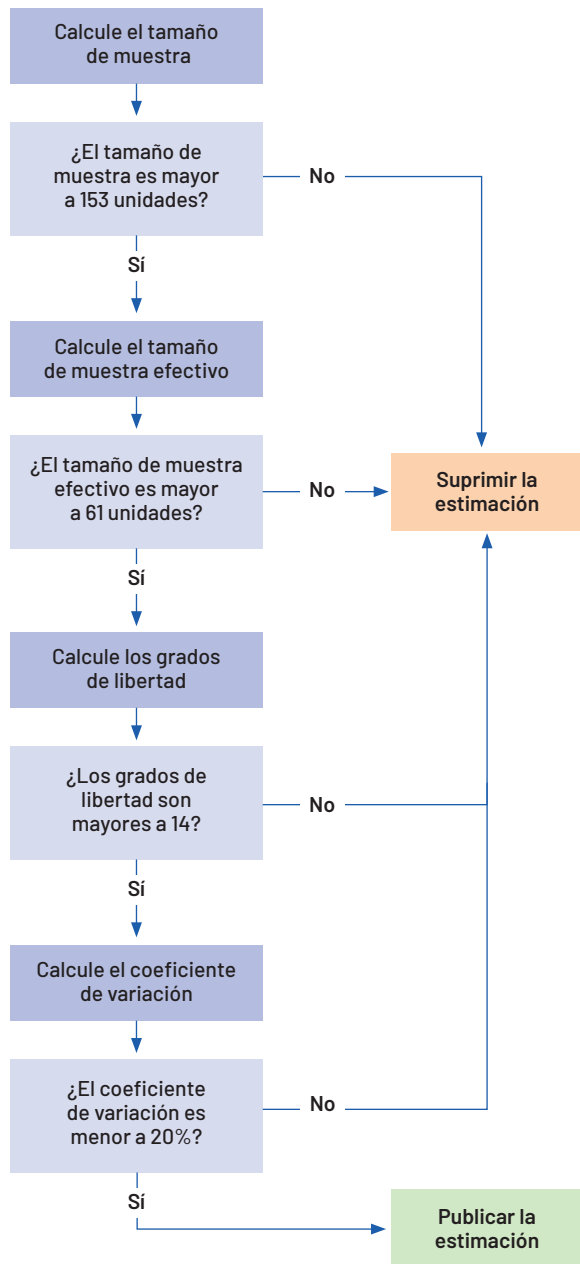 Calcule el tamaño
de muestra
¿El tamaño de
muestra es mayor
a 153 unidades?
No
Sí
Calcule el tamaño
de muestra efectivo
¿El tamaño de muestra
efectivo es mayor
a 61 unidades?
No
Suprimir la
estimación
Sí
Calcule los grados
de libertad
¿Los grados de
libertad son
mayores a 14?
No
Sí
Calcule el coeficiente
de variación
¿El coeficiente
de variación es
menor a 20%?
No
Sí
Publicar la
estimación